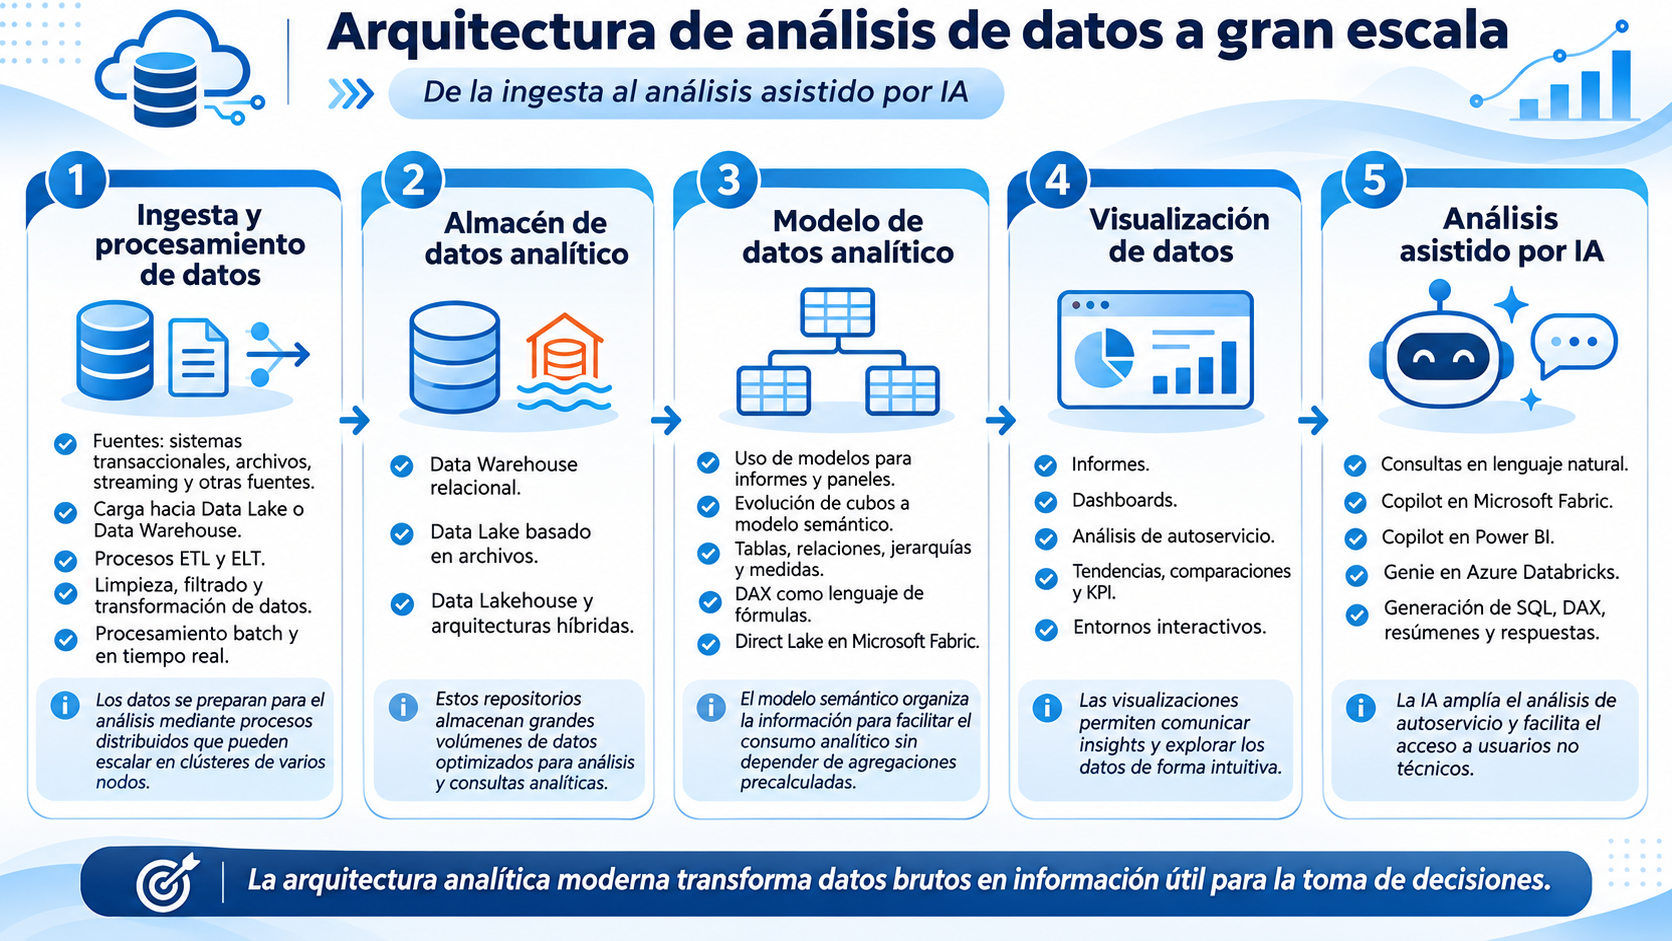 Arquitectura de análisis de datos a gran escala
De la ingesta al análisis asistido por IA
1
Ingesta y
procesamiento
de datos
Fuentes: sistemas
transaccionales, archivos,
streaming y otras fuentes.
Carga hacia Data Lake o
Data Warehouse.
Procesos ETL y ELT.
Limpieza, filtrado y
transformación de datos.
Procesamiento batch y
en tiempo real.
Los datos se preparan para el
análisis mediante procesos
distribuidos que pueden
escalar en clústeres de varios
nodos.
2
Almacén de
datos analítico
Data Warehouse
relacional.
Data Lake basado
en archivos.
Data Lakehouse y
arquitecturas híbridas.
Estos repositorios
almacenan grandes
volúmenes de datos
optimizados para análisis
y consultas analíticas.
3
Modelo de
datos analítico
Uso de modelos para
informes y paneles.
Evolución de cubos a
modelo semántico.
Tablas, relaciones, jerarquías
y medidas.
DAX como lenguaje de
fórmulas.
Direct Lake en Microsoft Fabric.
El modelo semántico organiza
la información para facilitar el
consumo analítico sin
depender de agregaciones
precalculadas.
4
Visualización
de datos
Informes.
Dashboards.
Análisis de autoservicio.
Tendencias, comparaciones
y KPI.
Entornos interactivos.
Las visualizaciones
permiten comunicar
insights y explorar los
datos de forma intuitiva.
5
Análisis
asistido por IA
Consultas en lenguaje natural.
Copilot en Microsoft Fabric.
Copilot en Power BI.
Genie en Azure Databricks.
Generación de SQL, DAX,
resúmenes y respuestas.
La IA amplía el análisis de
autoservicio y facilita el
acceso a usuarios no
técnicos.
La arquitectura analítica moderna transforma datos brutos en información útil para la toma de decisiones.